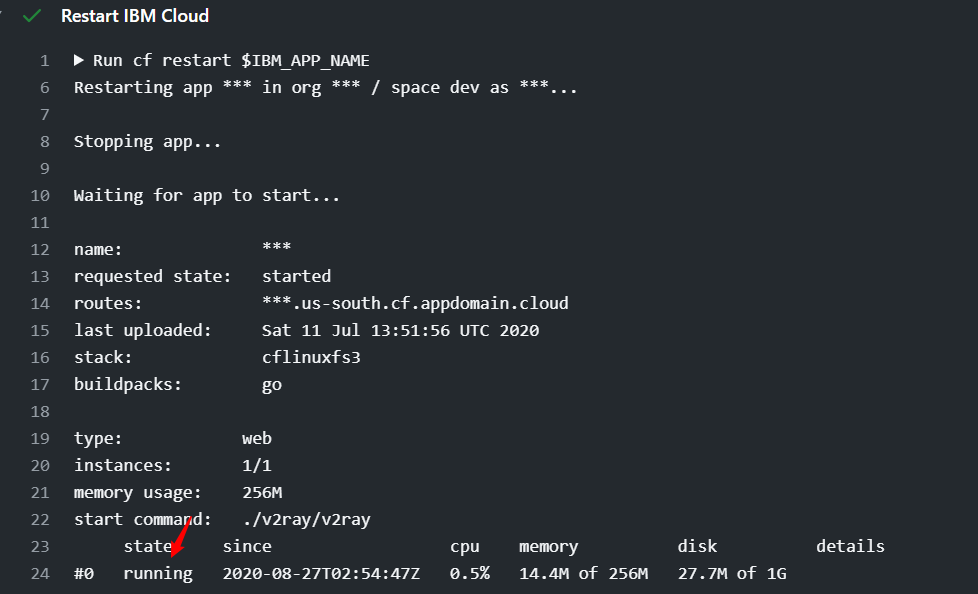 Restart IBM Cloud
1 ▶ Run cf restart $IBM_APP_NAME
6 Restarting app *** in org *** / space dev as ***...
7
8 Stopping app...
9
10 Waiting for app to start...
11
12 name: ***
13 requested state: started
14 routes: ***.us-south.cf.appdomain.cloud
15 last uploaded: Sat 11 Jul 13:51:56 UTC 2020
16 stack: cflinuxfs3
17 buildpacks: go
18
19 type: web
20 instances: 1/1
21 memory usage: 256M
22 start command: ./v2ray/v2ray
23 state since cpu memory disk details
24 #0 running 2020-08-27T02:54:47Z 0.5% 14.4M of 256M 27.7M of 1G